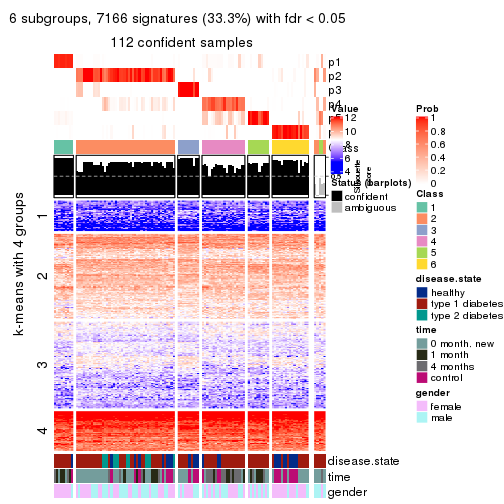 6 subgroups, 7166 signatures (33.3%) with fdr < 0.05
112 confident samples
p1
p2
p3
p4
p5
Value
12
10
8
6
4
Status (barplots)
confident
ambiguous
Silhouette
score
Prob
1
0.8
0.6
0.4
0.2
0
Class
1
2
3
4
5
6
disease.state
healthy
type 1 diabetes
type 2 diabetes
time
0 month. new
1 month
4 months
control
gender
female
male
k-means with 4 groups
1
2
3
4
disease.state
time
gender